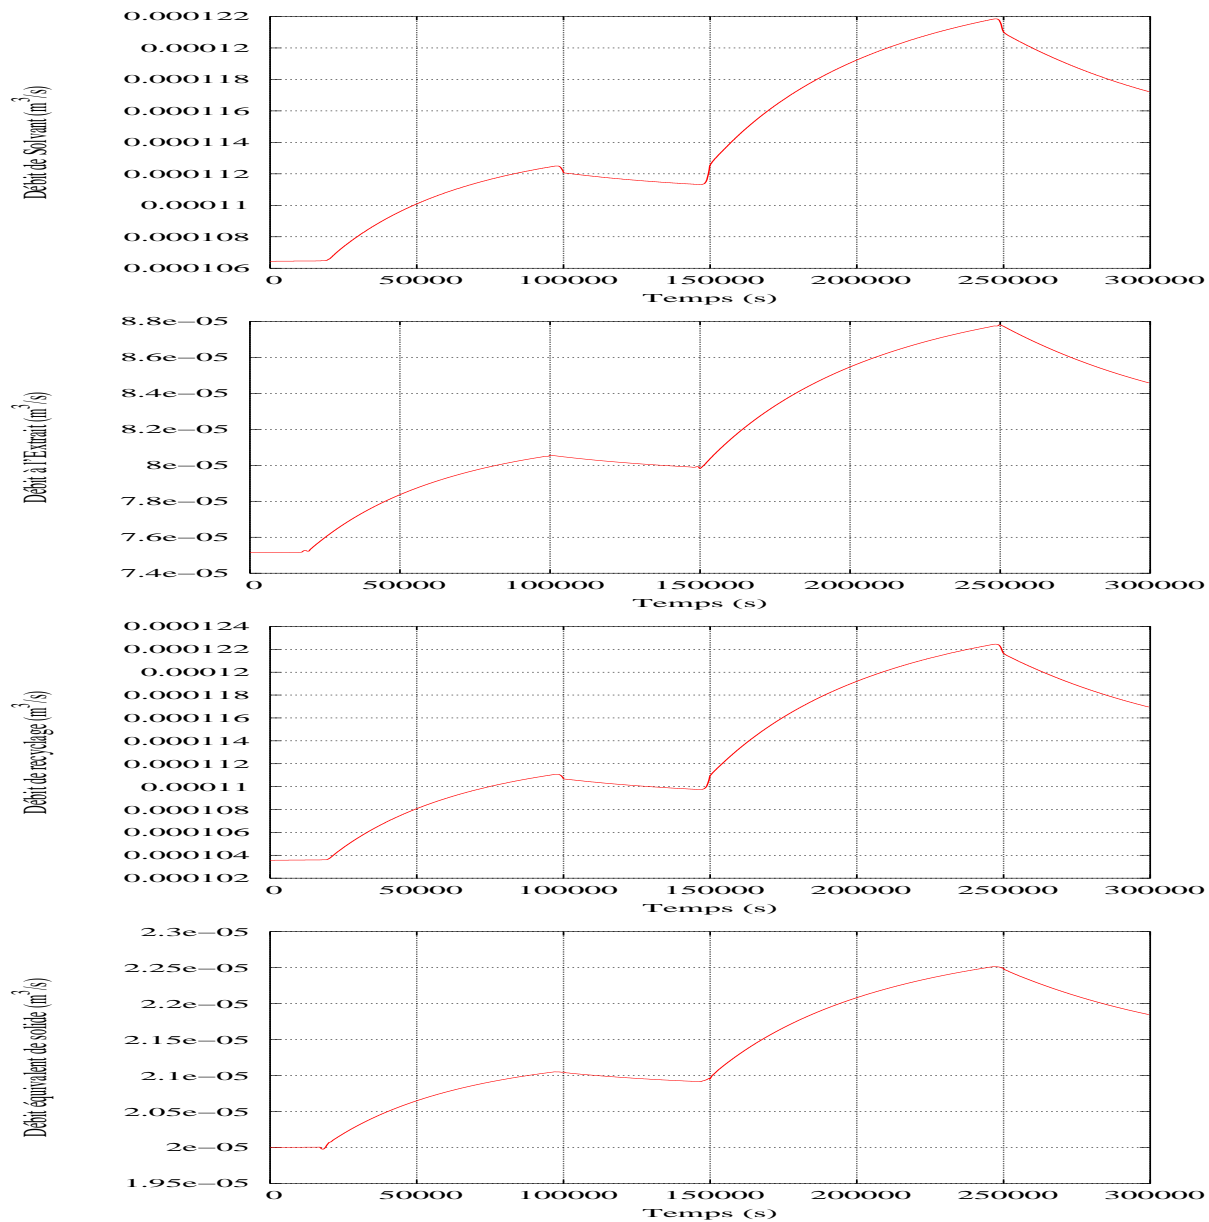 Débit de Solvant (m³/s)
0.000122
0.00012
0.000118
0.000116
0.000114
0.000112
0.00011
0.000108
0.000106
0 50000 100000 150000 200000 250000 300000
Temps (s)
Débit à l'Extrait (m³/s)
8.8e−05
8.6e−05
8.4e−05
8.2e−05
8e−05
7.8e−05
7.6e−05
7.4e−05
0 50000 100000 150000 200000 250000 300000
Temps (s)
Débit de recyclage (m³/s)
0.000124
0.000122
0.00012
0.000118
0.000116
0.000114
0.000112
0.00011
0.000108
0.000106
0.000104
0.000102
0 50000 100000 150000 200000 250000 300000
Temps (s)
Débit équivalent de solide (m³/s)
2.3e−05
2.25e−05
2.2e−05
2.15e−05
2.1e−05
2.05e−05
2e−05
1.95e−05
0 50000 100000 150000 200000 250000 300000
Temps (s)